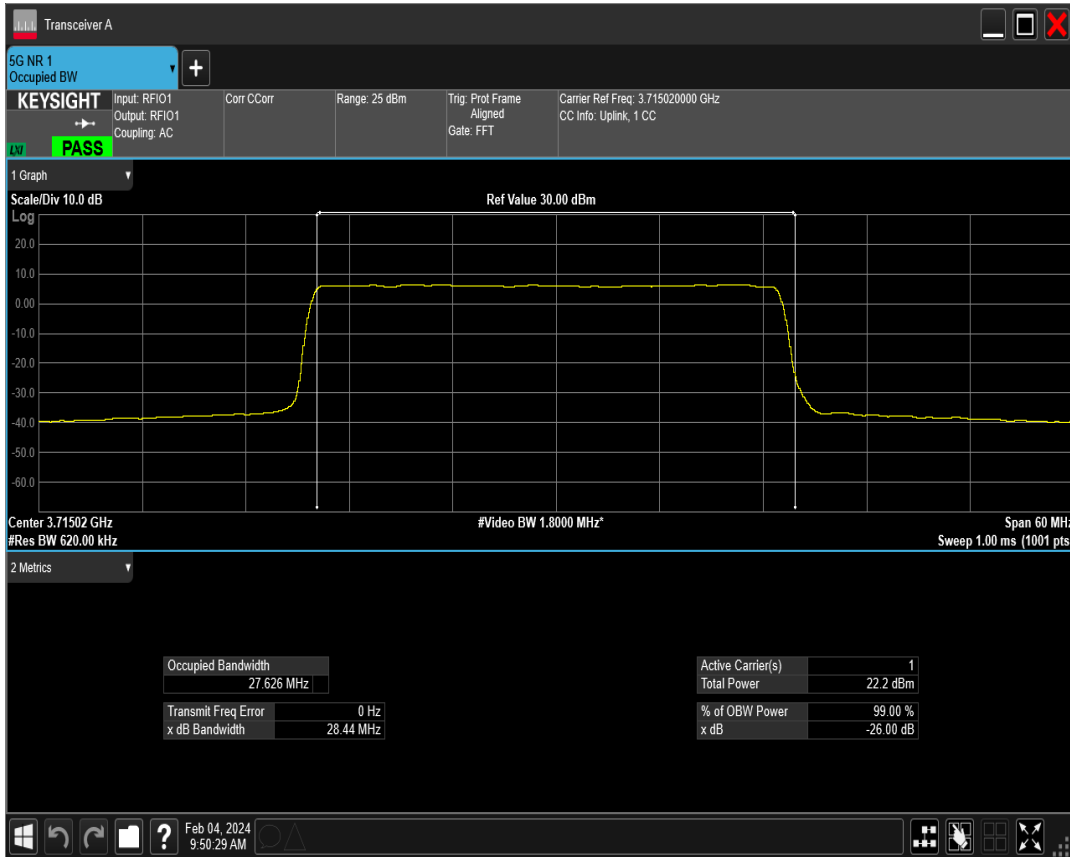 Transceiver A
5G NR 1
Occupied BW
KEYSIGHT
Input: RFIO1
Output: RFIO1
Coupling: AC
Corr CCorr
Range: 25 dBm
Trig: Prot Frame
Aligned
Gate: FFT
Carrier Ref Freq: 3.715020000 GHz
CC Info: Uplink, 1 CC
LXI
PASS
1 Graph
Scale/Div 10.0 dB
Ref Value 30.00 dBm
Log
20.0
10.0
0.00
-10.0
-20.0
-30.0
-40.0
-50.0
-60.0
Center 3.71502 GHz
#Video BW 1.8000 MHz*
Span 60 MHz
#Res BW 620.00 kHz
Sweep 1.00 ms (1001 pts
2 Metrics
Occupied Bandwidth
27.626 MHz
Transmit Freq Error 0 Hz
x dB Bandwidth 28.44 MHz
Active Carrier(s) 1
Total Power 22.2 dBm
% of OBW Power 99.00 %
x dB -26.00 dB
?
Feb 04, 2024
9:50:29 AM